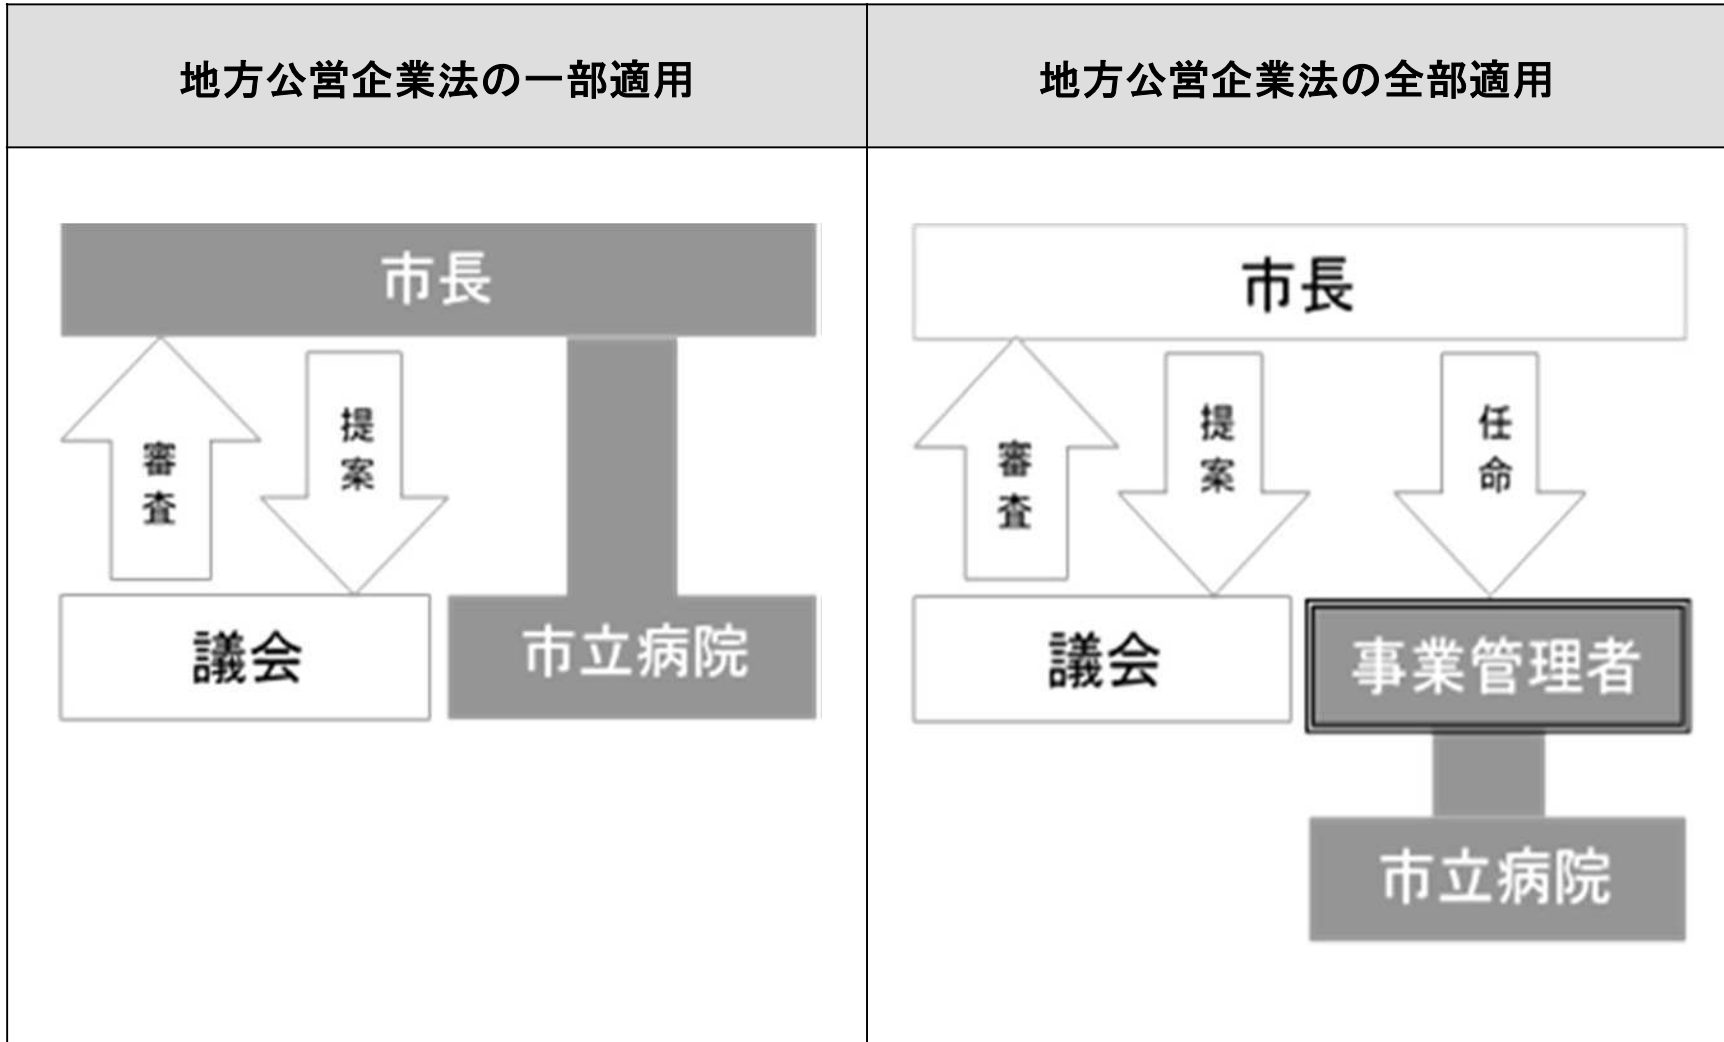 地方公営企業法の一部適用
地方公営企業法の全部適用
市長
審査
提案
議会
市立病院
市長
審査
提案
任命
議会
事業管理者
市立病院